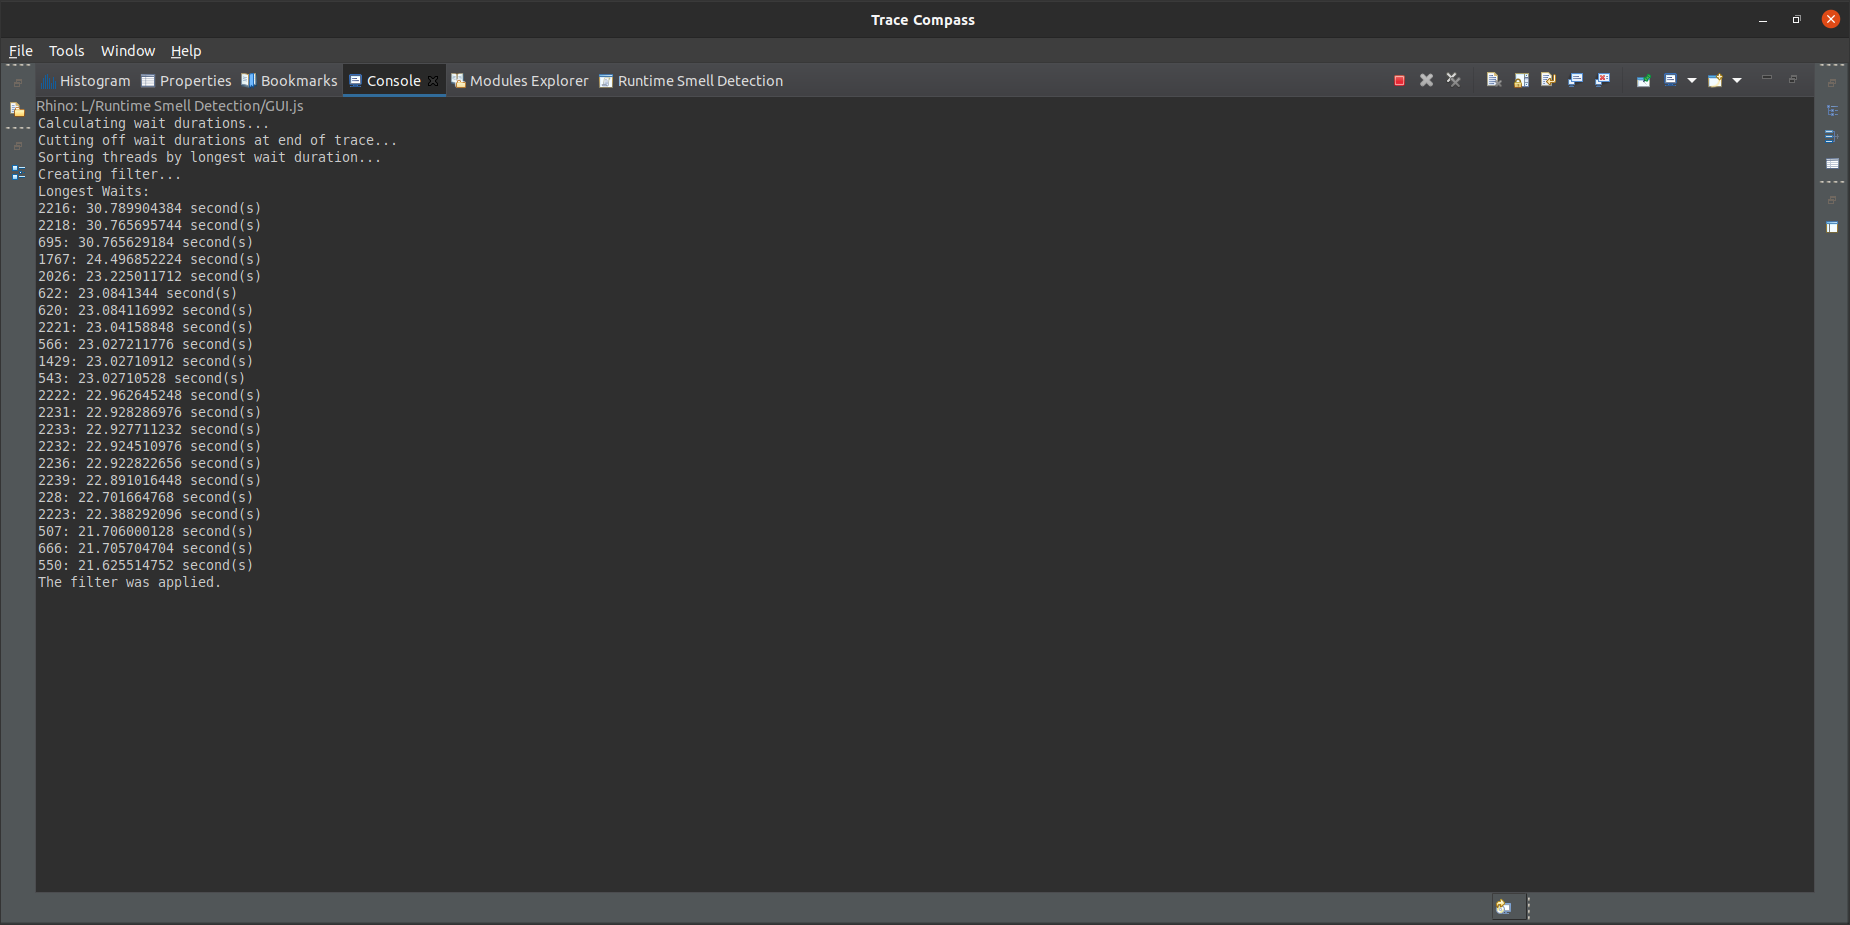 Trace Compass
File Tools Window Help
Histogram Properties Bookmarks Console Modules Explorer Runtime Smell Detection
Rhino: L/Runtime Smell Detection/GUI.js
Calculating wait durations...
Cutting off wait durations at end of trace...
Sorting threads by longest wait duration...
Creating filter...
Longest Waits:
2216: 30.789904384 second(s)
2218: 30.765695744 second(s)
695: 30.765629184 second(s)
1767: 24.496852224 second(s)
2026: 23.225011712 second(s)
622: 23.0841344 second(s)
620: 23.084116992 second(s)
2221: 23.04158848 second(s)
566: 23.027211776 second(s)
1429: 23.02710912 second(s)
543: 23.02710528 second(s)
2222: 22.962645248 second(s)
2231: 22.928286976 second(s)
2233: 22.927711232 second(s)
2232: 22.924510976 second(s)
2236: 22.922822656 second(s)
2239: 22.891016448 second(s)
228: 22.701664768 second(s)
2223: 22.388292096 second(s)
507: 21.706000128 second(s)
666: 21.705704704 second(s)
550: 21.625514752 second(s)
The filter was applied.